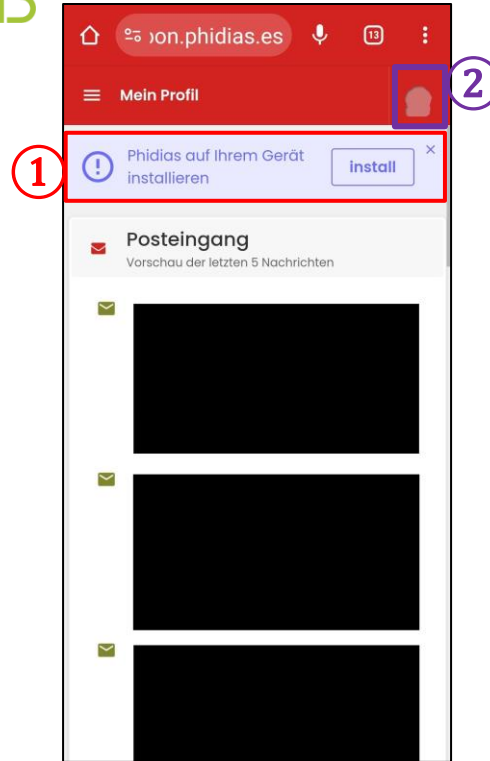 on.phidias.es
13
Mein Profil
2
1
Phidias auf Ihrem Gerät
installieren
install
Posteingang
Vorschau der letzten 5 Nachrichten